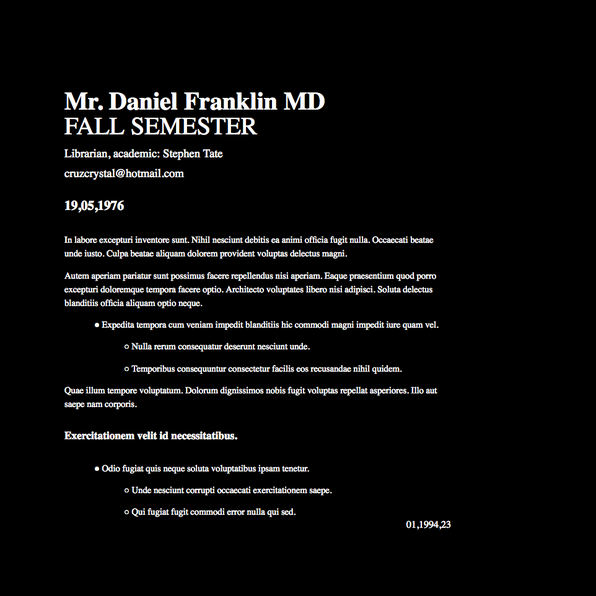 Mr. Daniel Franklin MD
FALL SEMESTER
Librarian, academic: Stephen Tate
cruzcrystal@hotmail.com
19,05,1976
In labore excepturi inventore sunt. Nihil nesciunt debitis ea animi officia fugit nulla. Occaecati beatae
unde iusto. Culpa beatae aliquam dolorem provident voluptas delectus magni.
Autem aperiam pariatur sunt possimus facere repellendus nisi aperiam. Eaque praesentium quod porro
excepturi doloremque tempora facere optio. Architecto voluptates libero nisi adipisci. Soluta delectus
blanditiis officia aliquam optio neque.
● Expedita tempora cum veniam impedit blanditiis hic commodi magni impedit iure quam vel.
○ Nulla rerum consequatur deserunt nesciunt unde.
○ Temporibus consequuntur consectetur facilis eos recusandae nihil quidem.
Quae illum tempore voluptatum. Dolorum dignissimos nobis fugit voluptas repellat asperiores. Illo aut
saepe nam corporis.
Exercitationem velit id necessitatibus.
● Odio fugiat quis neque soluta voluptatibus ipsam tenetur.
○ Unde nesciunt corrupti occaecati exercitationem saepe.
○ Qui fugiat fugit commodi error nulla qui sed.
01,1994,23